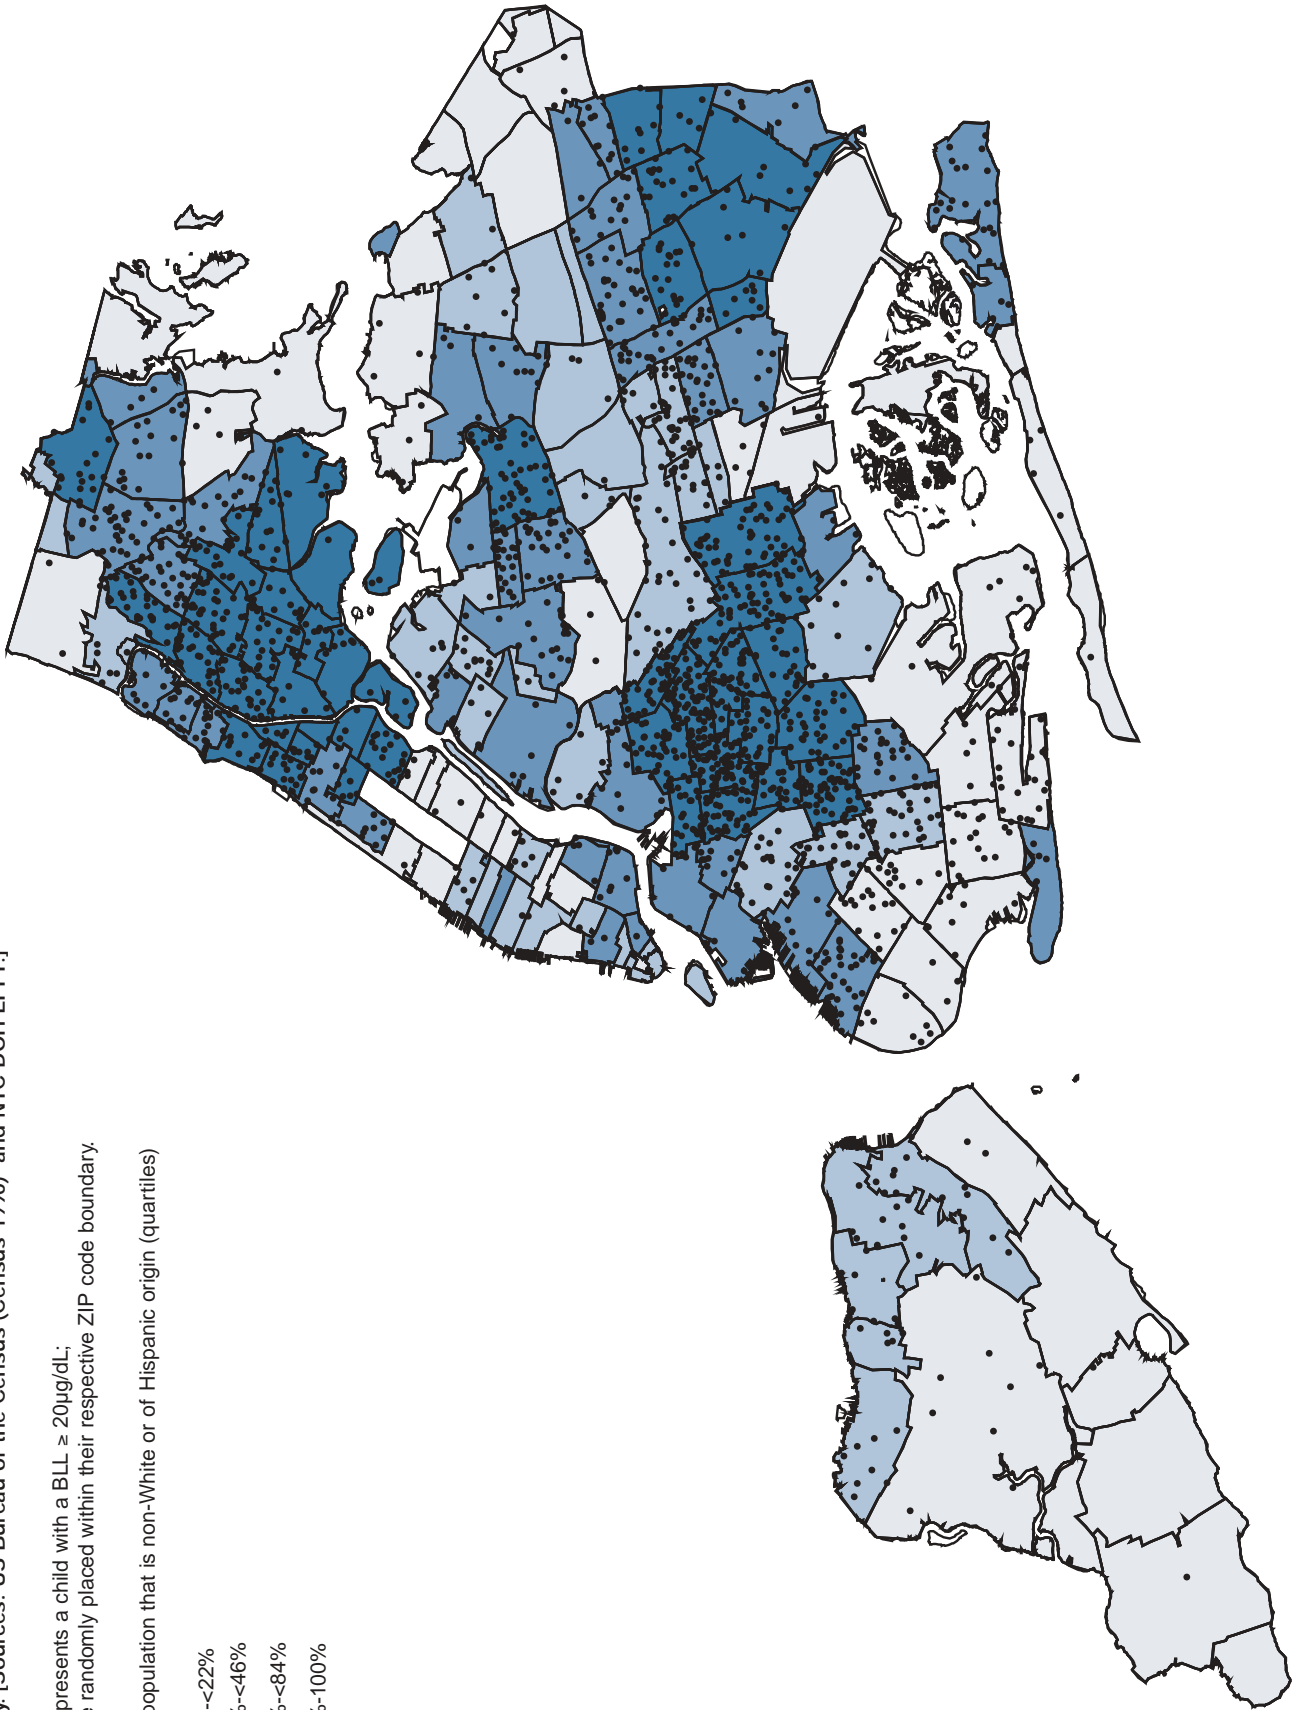 y. [Sources: US Bureau of the Census (Census 1990) and NYC DOH LPPP.]
presents a child with a BLL ≥ 20µg/dL;
e randomly placed within their respective ZIP code boundary.
opulation that is non-White or of Hispanic origin (quartiles)
-<22%
%-<46%
%-<84%
%-100%